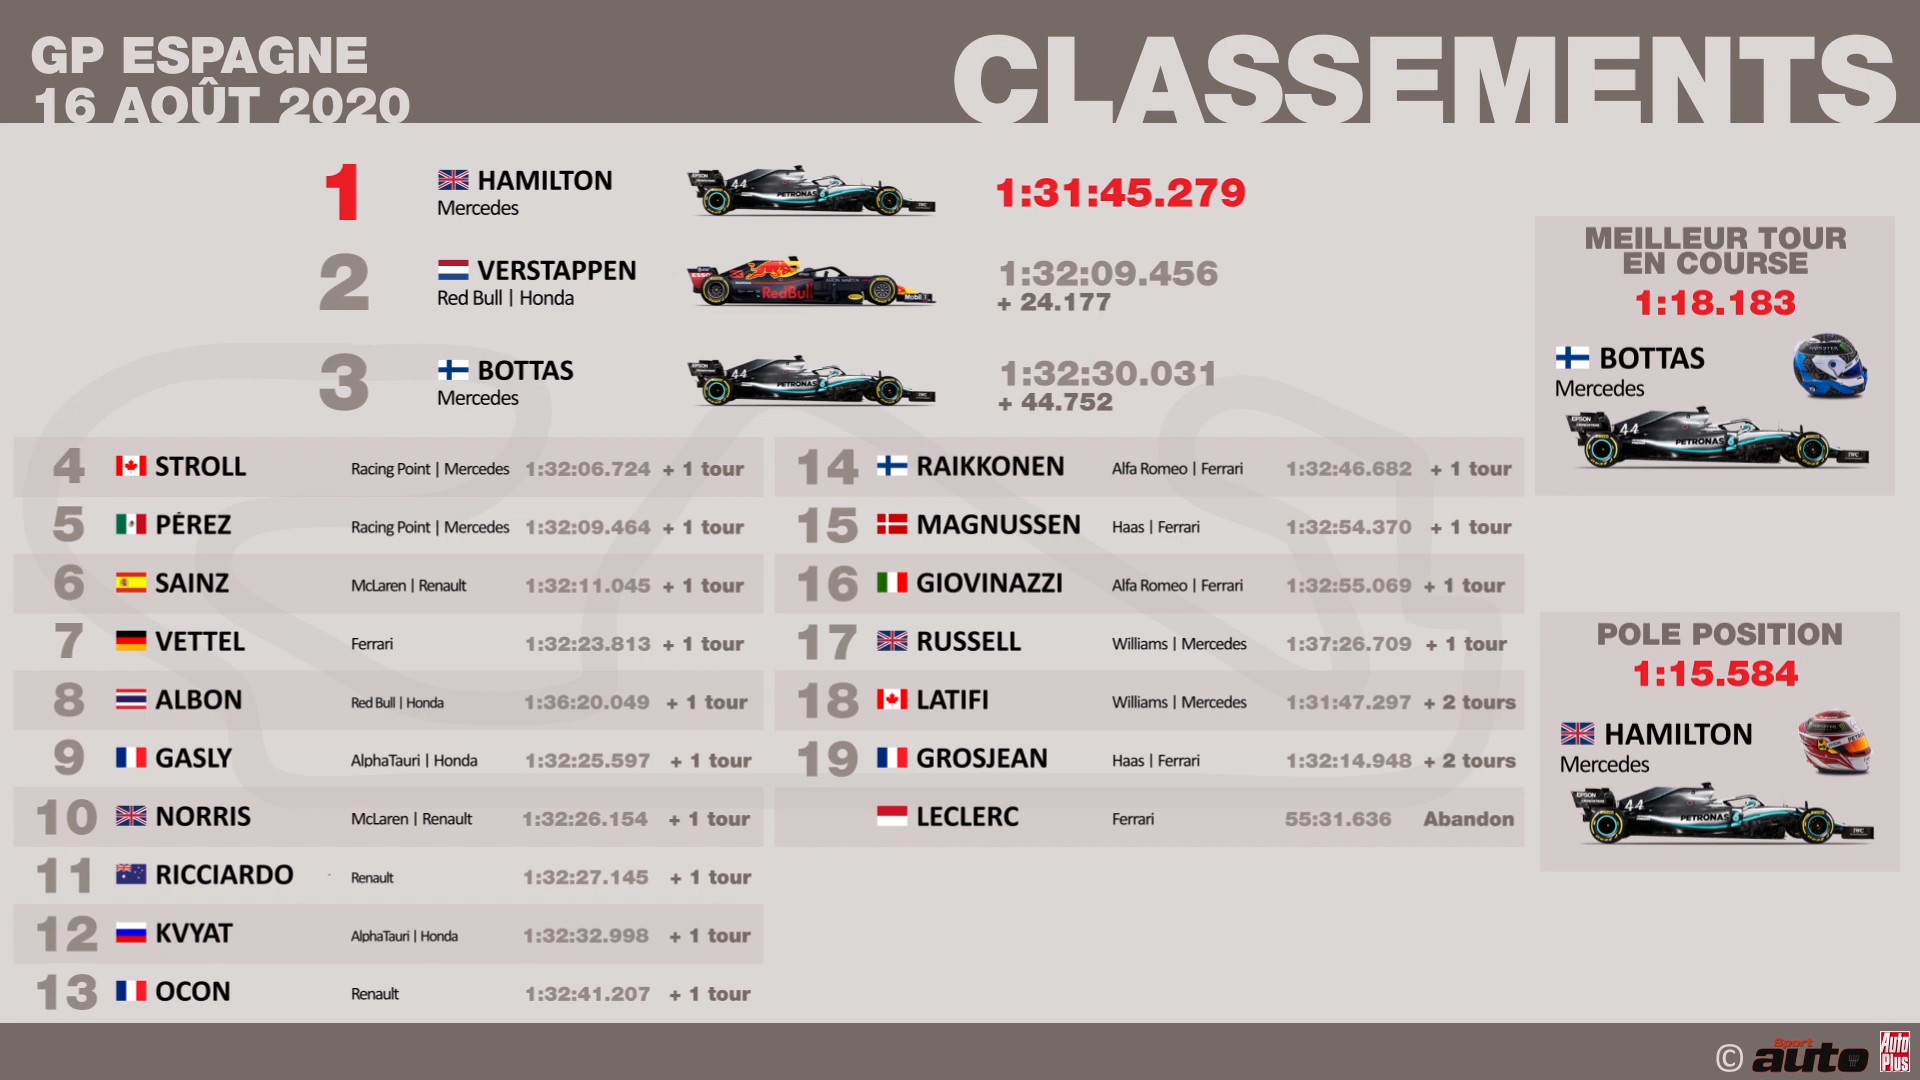 GP ESPAGNE
16 AOÛT 2020
CLASSEMENTS
1 HAMILTON 1:31:45.279
Mercedes
2 VERSTAPPEN 1:32:09.456
Red Bull | Honda + 24.177
3 BOTTAS 1:32:30.031
Mercedes + 44.752
4 STROLL Racing Point | Mercedes 1:32:06.724 + 1 tour
5 PÉREZ Racing Point | Mercedes 1:32:09.464 + 1 tour
6 SAINZ McLaren | Renault 1:32:11.045 + 1 tour
7 VETTEL Ferrari 1:32:23.813 + 1 tour
8 ALBON Red Bull | Honda 1:36:20.049 + 1 tour
9 GASLY AlphaTauri | Honda 1:32:25.597 + 1 tour
10 NORRIS McLaren | Renault 1:32:26.154 + 1 tour
11 RICCIARDO Renault 1:32:27.145 + 1 tour
12 KVYAT AlphaTauri | Honda 1:32:32.998 + 1 tour
13 OCON Renault 1:32:41.207 + 1 tour
14 RAIKKONEN Alfa Romeo | Ferrari 1:32:46.682 + 1 tour
15 MAGNUSSEN Haas | Ferrari 1:32:54.370 + 1 tour
16 GIOVINAZZI Alfa Romeo | Ferrari 1:32:55.069 + 1 tour
17 RUSSELL Williams | Mercedes 1:37:26.709 + 1 tour
18 LATIFI Williams | Mercedes 1:31:47.297 + 2 tours
19 GROSJEAN Haas | Ferrari 1:32:14.948 + 2 tours
LECLERC Ferrari 55:31.636 Abandon
MEILLEUR TOUR
EN COURSE
1:18.183
BOTTAS
Mercedes
EPSON 44 PETRONAS
POLE POSITION
1:15.584
HAMILTON
Mercedes
EPSON 44 PETRONAS
© Sport auto Auto Plus